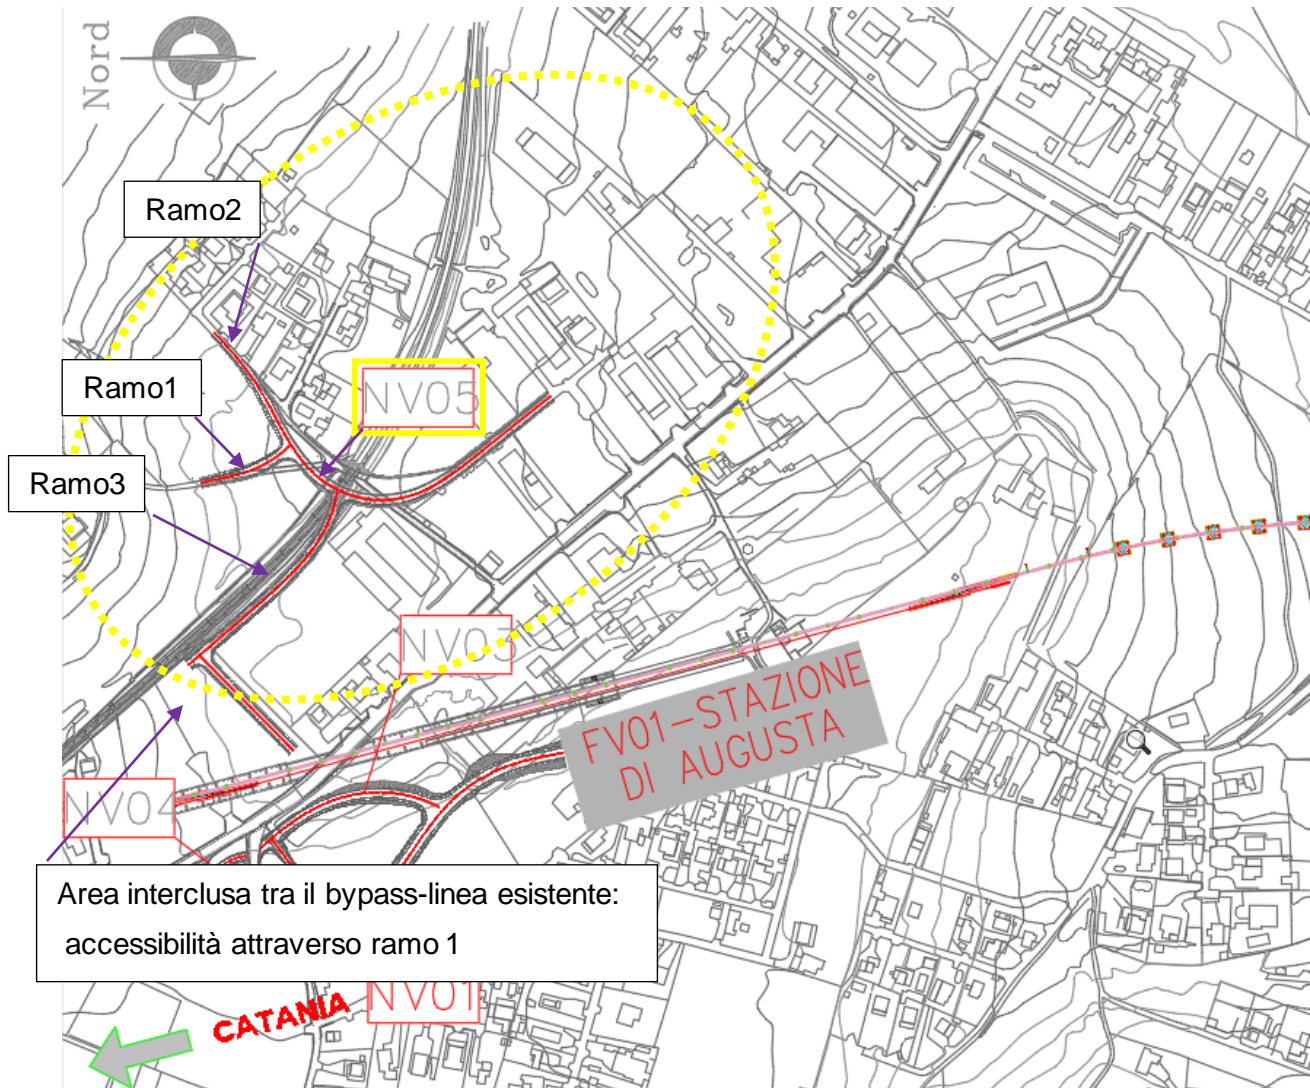 Nord
Ramo2
Ramo1
NV05
Ramo3
NV03
FV01-STAZIONE
DI AUGUSTA
NV04
Area interclusa tra il bypass-linea esistente:
accessibilità attraverso ramo 1
NV01
CATANIA